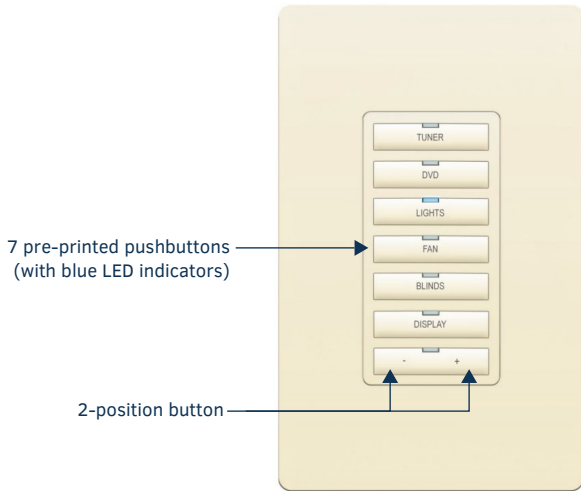 TUNER
DVD
LIGHTS
7 pre-printed pushbuttons
(with blue LED indicators)
FAN
BLINDS
DISPLAY
- +
2-position button